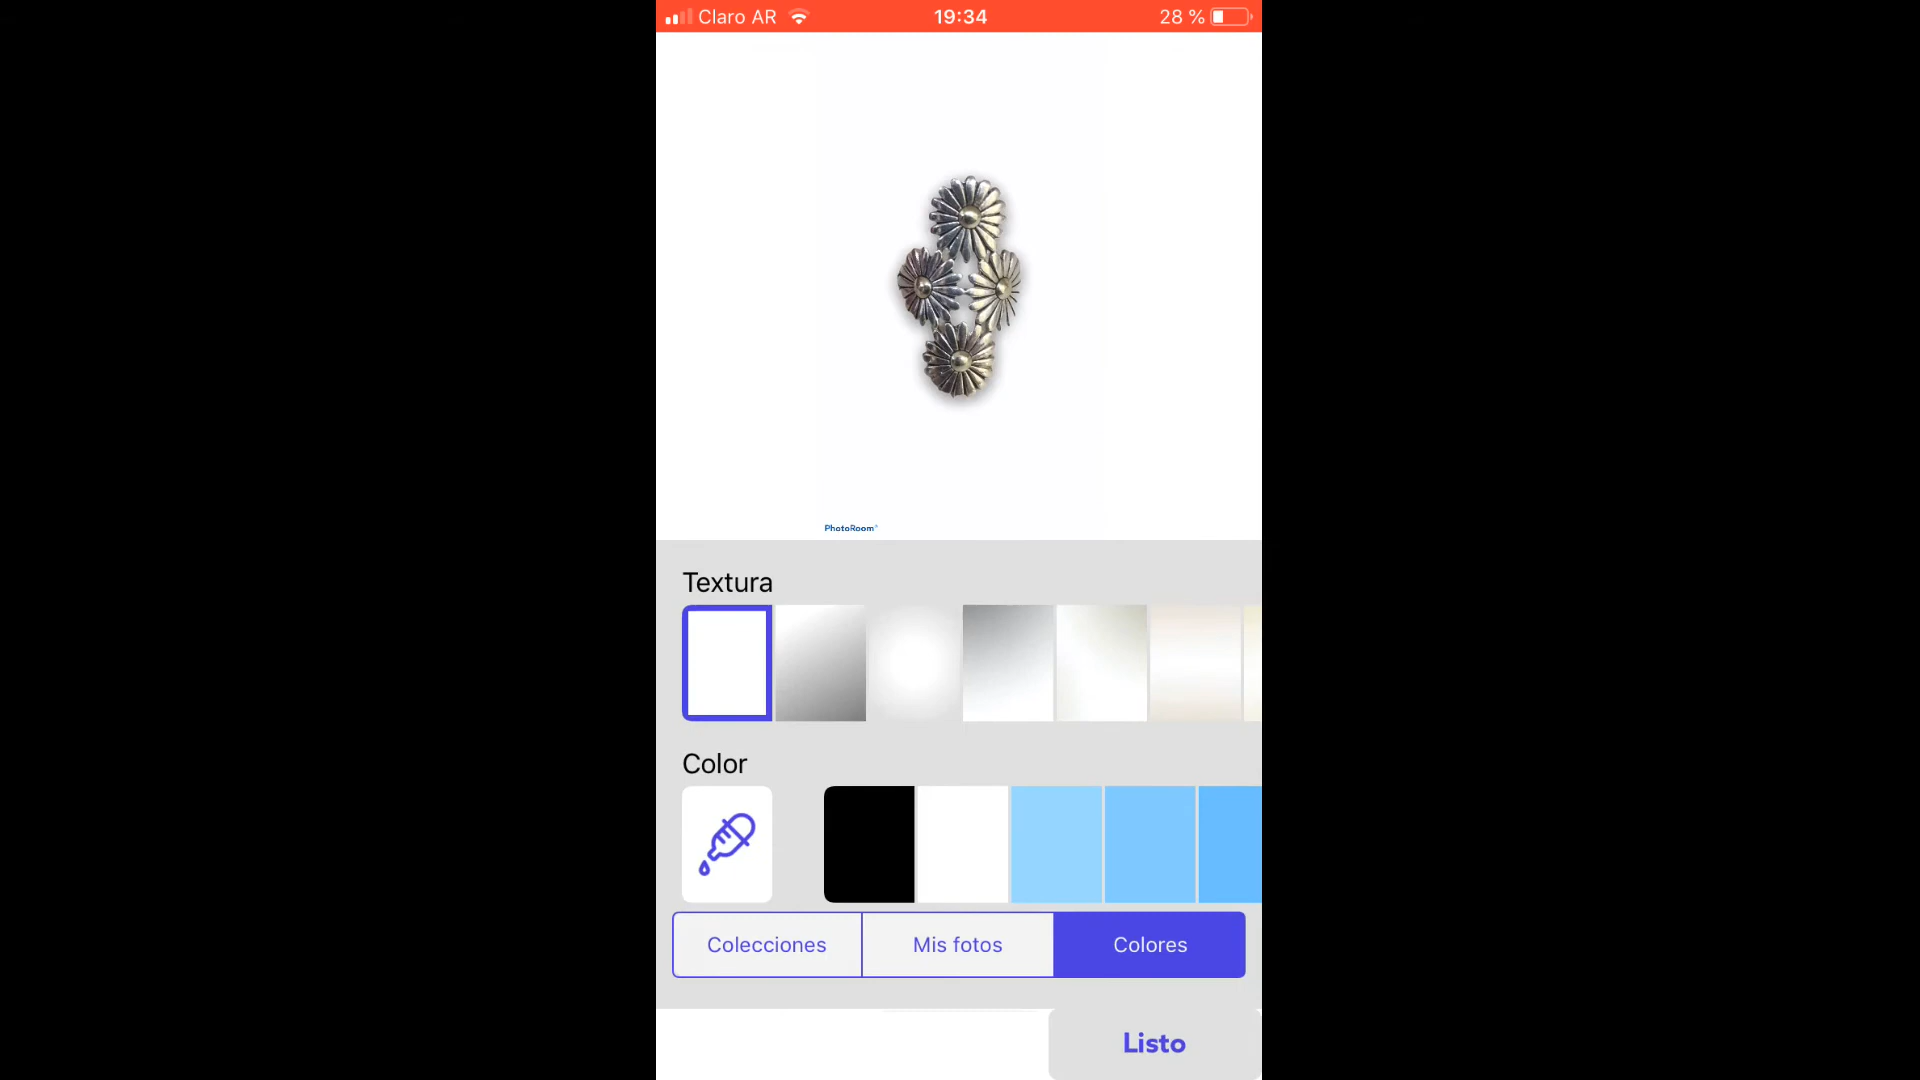 Claro AR 19:34 28 %
PhotoRoom
Textura
Color
Colecciones Mis fotos Colores
Listo